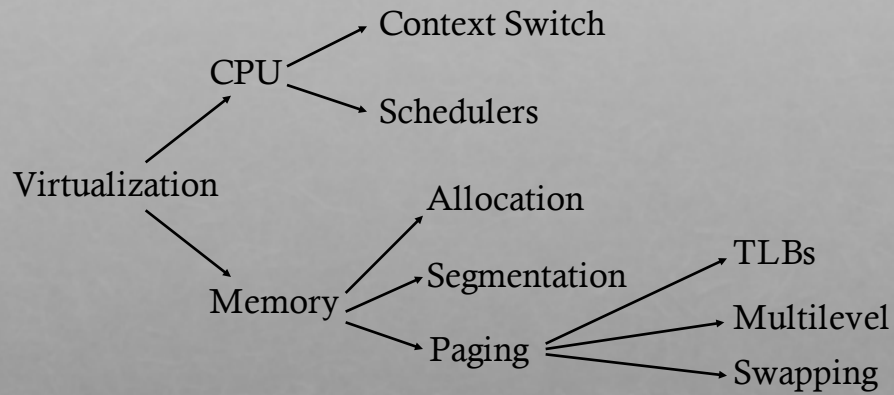 Context Switch
CPU
Schedulers
Virtualization
Allocation
TLBs
Segmentation
Memory
Multilevel
Paging
Swapping